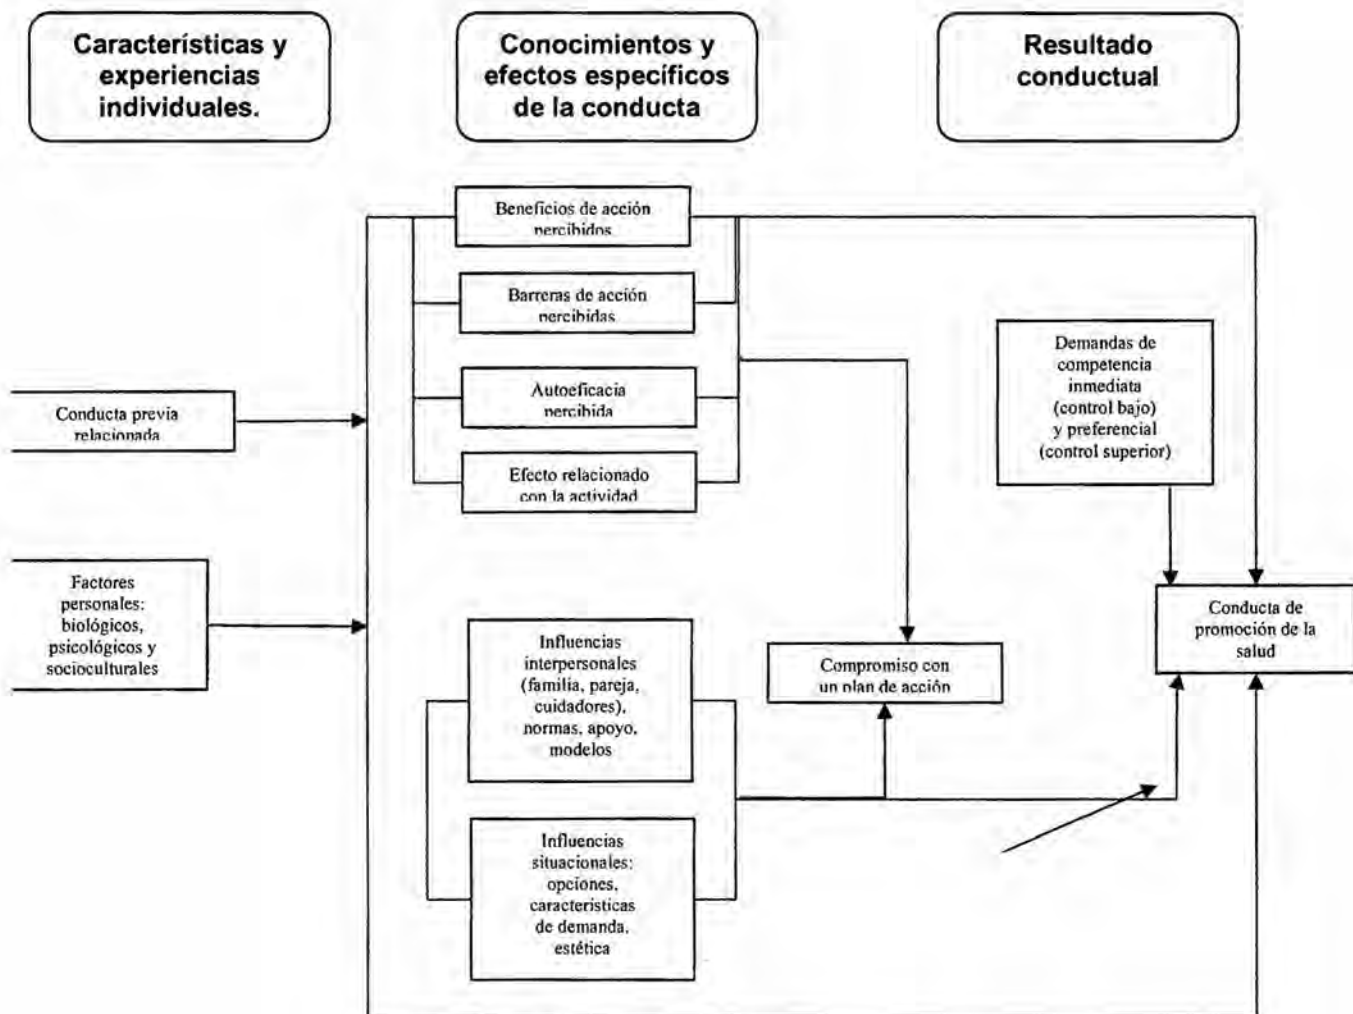 Características y
experiencias
individuales.
Conocimientos y
efectos específicos
de la conducta
Resultado
conductual
Beneficios de acción
percibidos
Barreras de acción
percibidas
Autoeficacia
percibida
Efecto relacionado
con la actividad
Demandas de
competencia
inmediata
(control bajo)
y preferencial
(control superior)
Conducta previa
relacionada
Factores
personales:
biológicos,
psicológicos y
socioculturales
Influencias
interpersonales
(familia, pareja,
cuidadores),
normas, apoyo,
modelos
Compromiso con
un plan de acción
Conducta de
promoción de la
salud
Influencias
situacionales:
opciones,
caracteristicas
de demanda,
estética